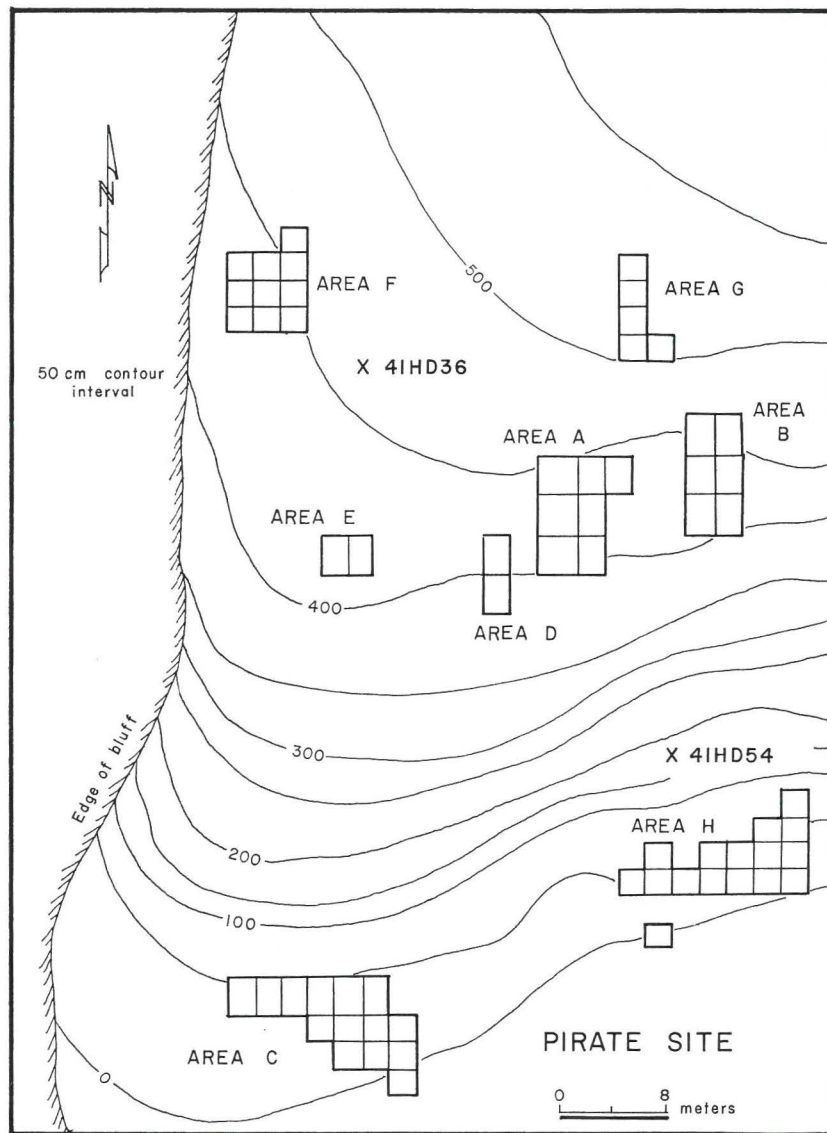 N
500
AREA F
AREA G
50 cm contour
interval
X 41HD36
AREA
B
AREA A
AREA E
400
AREA D
300
X 41HD54
Edge of bluff
AREA H
200
100
PIRATE SITE
AREA C
0
0 8
meters